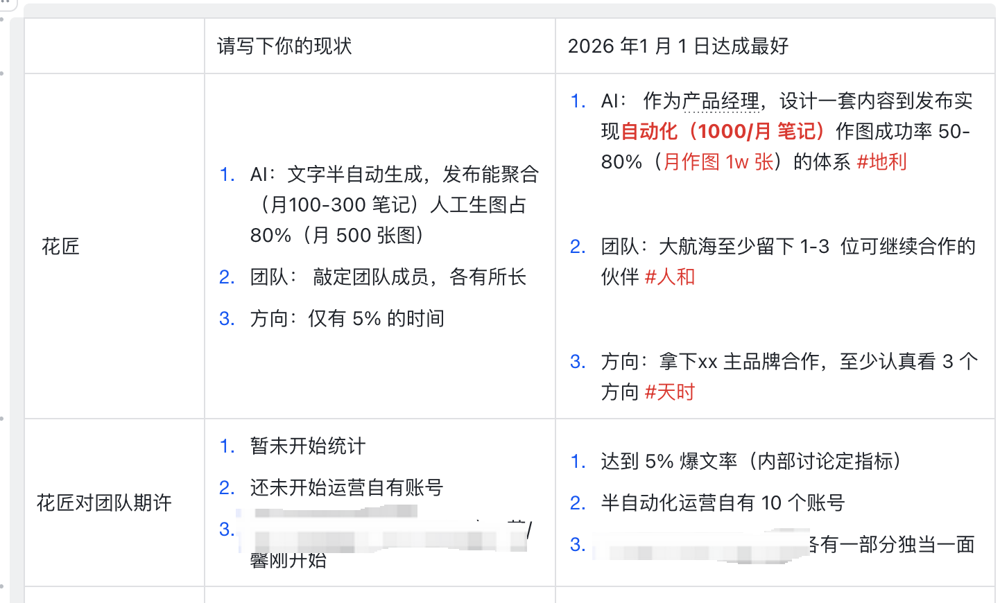 请写下你的现状
2026 年1 月 1 日达成最好
花匠
1. AI：文字半自动生成，发布能聚合
（月100-300 笔记）人工生图占
80%（月 500 张图）
2. 团队： 敲定团队成员，各有所长
3. 方向：仅有 5% 的时间
1. AI： 作为产品经理，设计一套内容到发布实
现自动化（1000/月 笔记）作图成功率 50-
80%（月作图 1w 张）的体系 #地利
2. 团队：大航海至少留下 1-3 位可继续合作的
伙伴 #人和
3. 方向：拿下xx 主品牌合作，至少认真看 3 个
方向 #天时
花匠对团队期许
1. 暂未开始统计
2. 还未开始运营自有账号
3. /
馨刚开始
1. 达到 5% 爆文率（内部讨论定指标）
2. 半自动化运营自有 10 个账号
3. 各有一部分独当一面